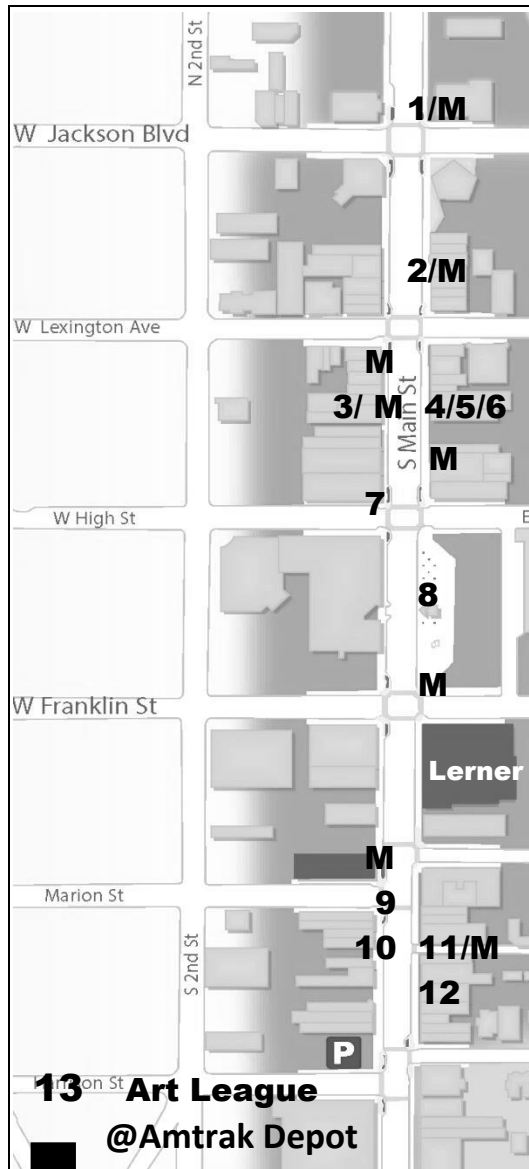 N 2nd St
1/M
W Jackson Blvd
2/M
W Lexington Ave
M
3/ M
4/5/6
S Main St
M
7
W High St
8
M
W Franklin St
Lerner
M
Marion St
9
10
11/M
S 2nd St
12
P
13 Art League
@Amtrak Depot